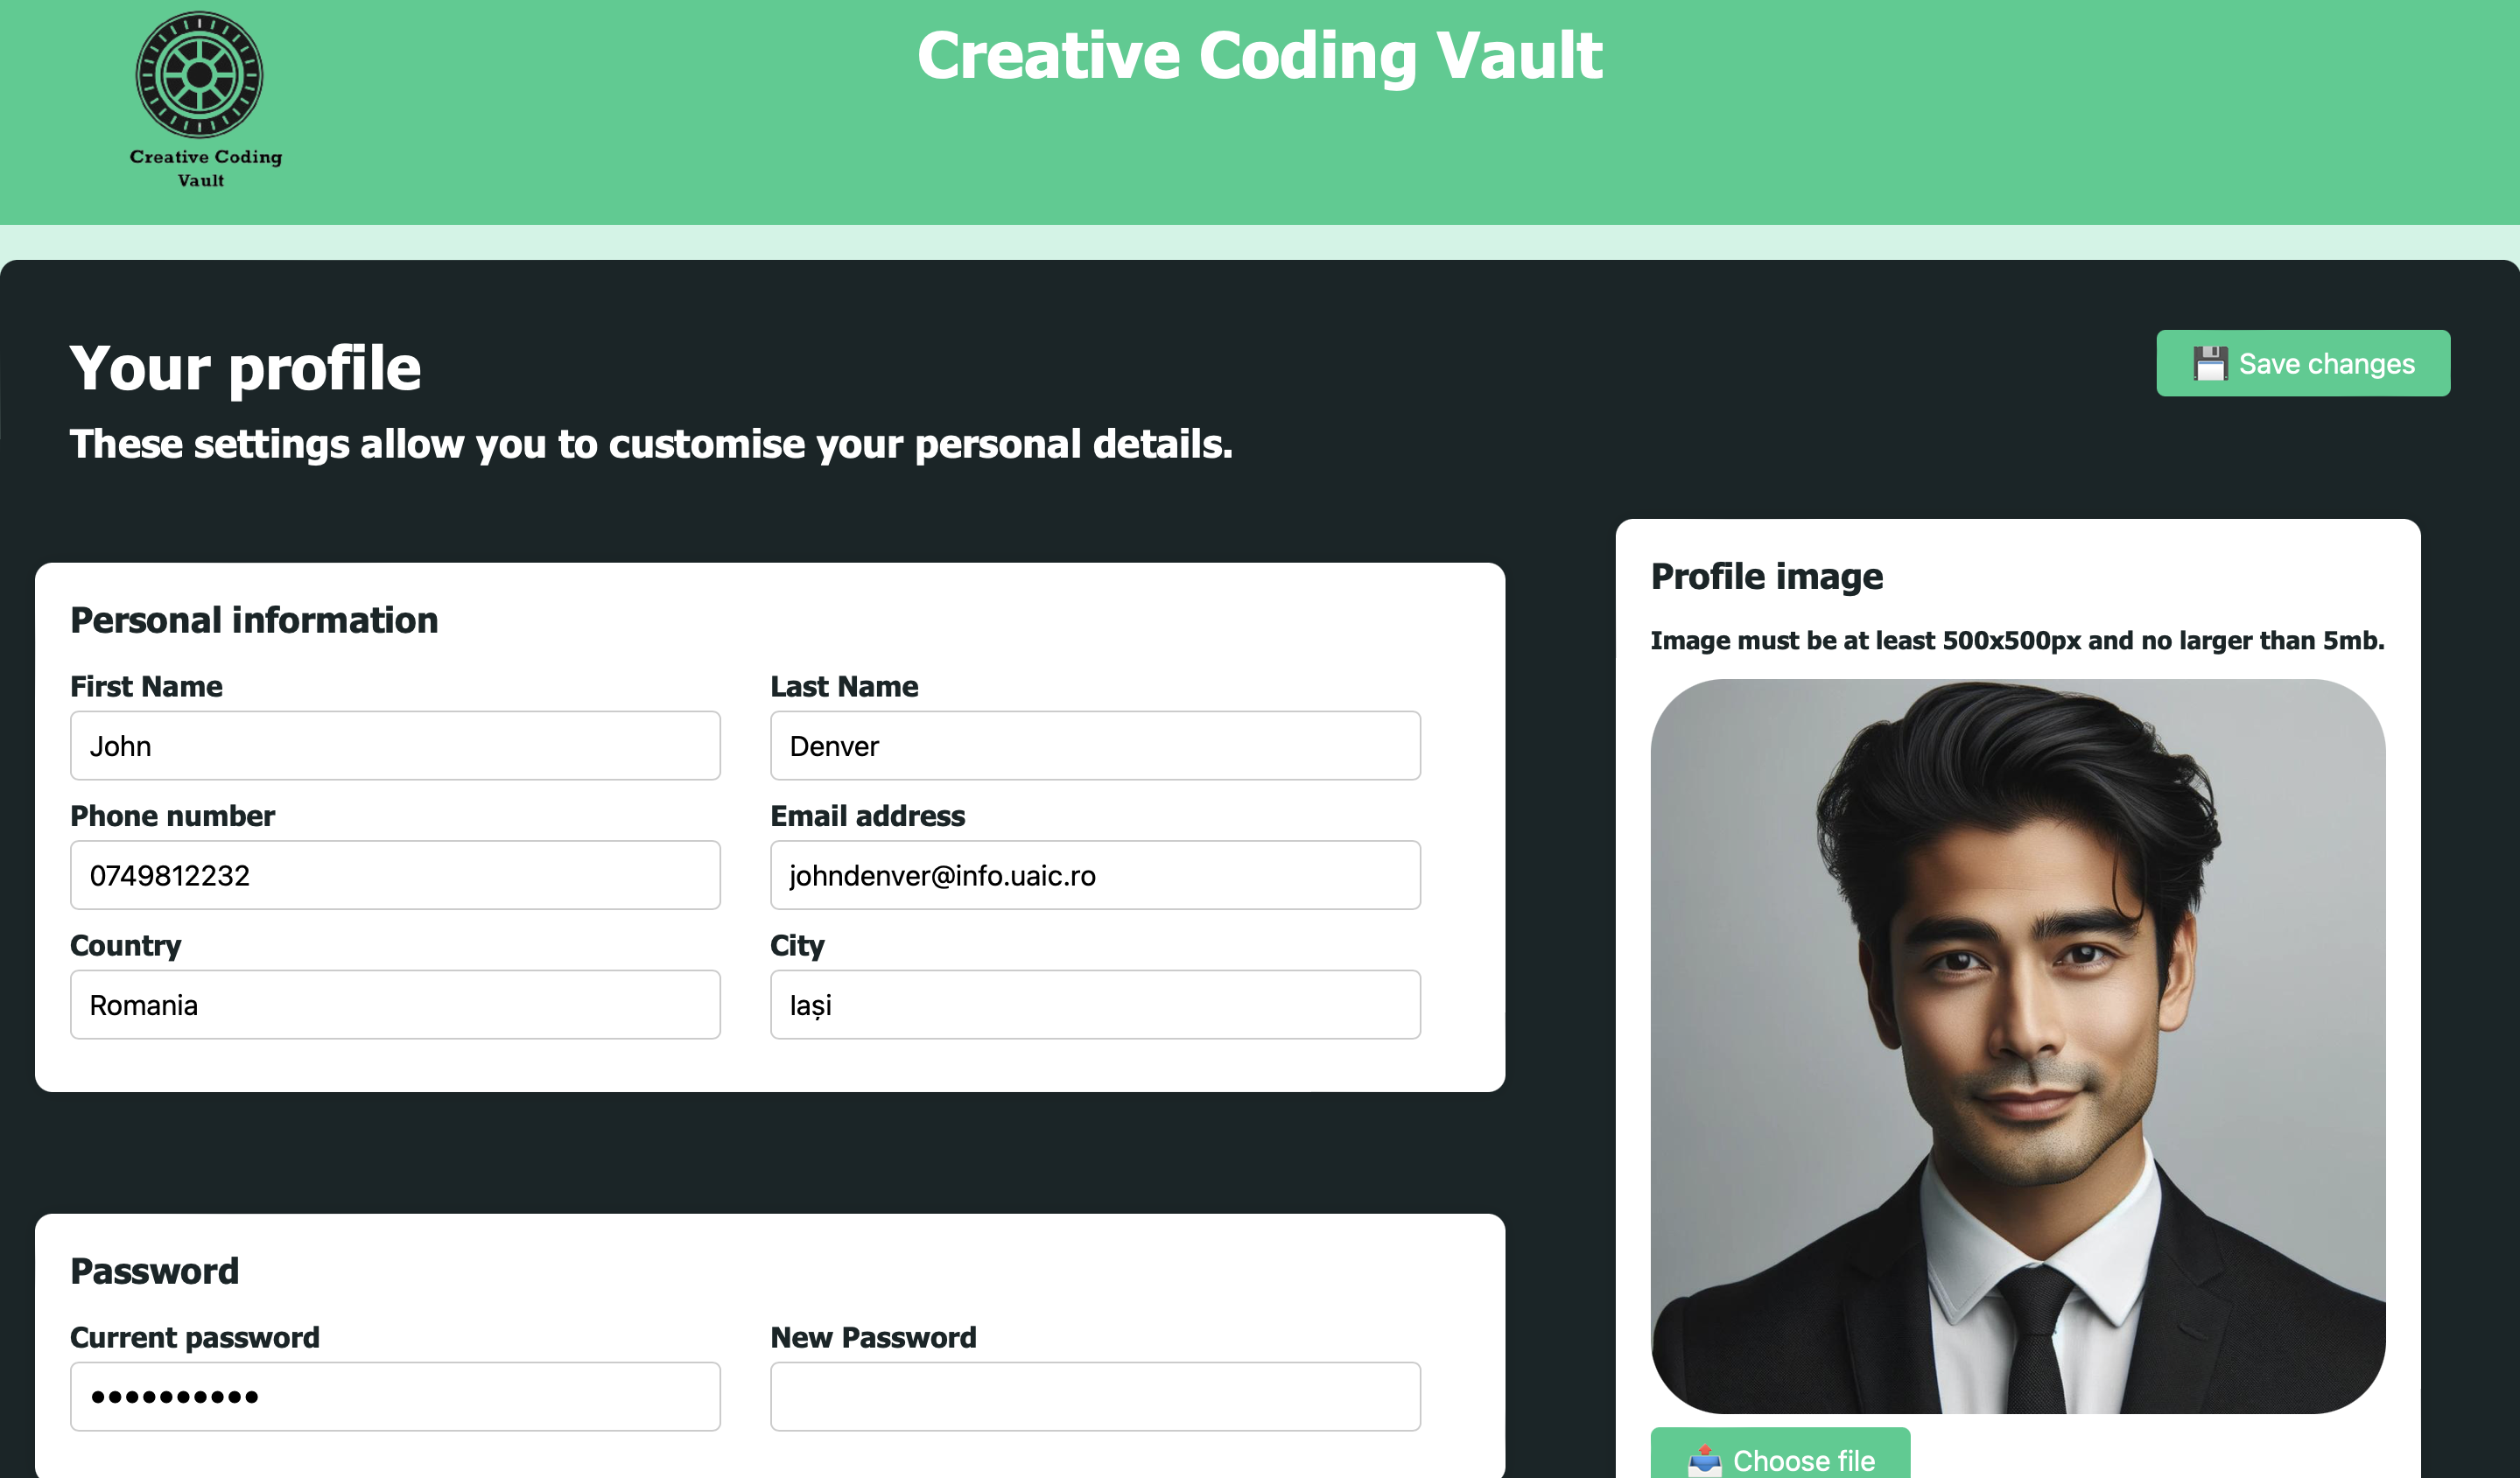 Creative Coding
Vault
Creative Coding Vault
Your profile
💾 Save changes
These settings allow you to customise your personal details.
Personal information
First Name
John
Last Name
Denver
Phone number
0749812232
Email address
johndenver@info.uaic.ro
Country
Romania
City
Iași
Password
Current password
••••••••••
New Password
Profile image
Image must be at least 500x500px and no larger than 5mb.
📤 Choose file